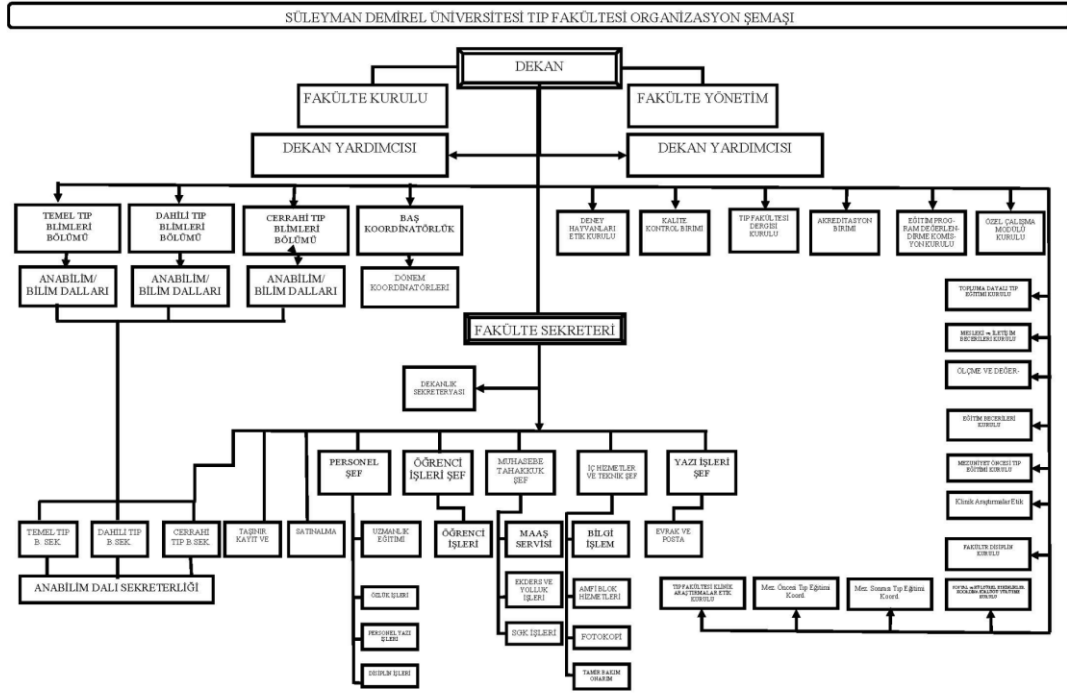 SÜLEYMAN DEMİREL ÜNİVERSİTESİ TIP FAKÜLTESİ ORGANİZASYON ŞEMAŞI
DEKAN
FAKÜLTE KURULU
FAKÜLTE YÖNETİM
DEKAN YARDIMCISI
DEKAN YARDIMCISI
TEMEL TIP
BLİMLERİ
BÖLÜMÜ
DAHİLİ TIP
BLİMLERİ
BÖLÜMÜ
CERRAHİ TIP
BLİMLERİ
BÖLÜMÜ
BAŞ
KOORDİNATÖRLÜK
DENEY
HAYVANLARI
ETİK KURULU
KALİTE
KONTROL BİRİMİ
TIP FAKÜLTESİ
DERGİSİ
KURULU
AKREDİTASYON
BİRİMİ
EĞİTİM PROG-
RAM DEĞERLEN-
DİRME KOMİS-
YON KURULU
ÖZEL ÇALIŞMA
MODÜLÜ
KURULU
ANABİLİM/
BİLİM DALLARI
ANABİLİM/
BİLİM DALLARI
ANABİLİM/
BİLİM DALLARI
DÖNEM
KOORDİNATÖRLERİ
TOPLUMA DAYALI TIP
EĞİTİMİ KURULU
FAKÜLTE SEKRETERİ
MESLEKİ ve İLETİŞİM
BECERİLERİ KURULU
ÖLÇME VE DEĞER-
DEKANLIK
SEKRETERYASI
EĞİTİM BECERİLERİ
KURULU
PERSONEL
ŞEF
ÖĞRENCİ
İŞLERİ ŞEF
MUHASEBE
TAHAKKUK
ŞEF
İÇ HİZMETLER
VE TEKNİK ŞEF
YAZI İŞLERİ
ŞEF
MEZUNİYET ÖNCESİ TIP
EĞİTİMİ KURULU
Klinik Araştırmalar Etik
TEMEL TIP
B. SEK.
DAHİLİ TIP
B. SEK.
CERRAHİ
TIP B.SEK.
TAŞINIR
KAYIT VE
SATINALMA
UZMANLIK
EĞİTİMİ
ÖĞRENCİ
İŞLERİ
MAAŞ
SERVİSİ
BİLGİ
İŞLEM
EVRAK VE
POSTA
FAKÜLTE DİSİPLİN
KURULU
ANABİLİM DALI SEKRETERLİĞİ
ÖZLÜK İŞLERİ
EKDERS VE
YOLLUK
İŞLERİ
AMFİ BLOK
HİZMETLERİ
TIP FAKÜLTESİ KLİNİK
ARAŞTIRMALAR ETİK
KURULU
Mez. Öncesi Tıp Eğitimi
Koord.
Mez. Sonrası Tıp Eğitimi
Koord.
PERSONEL YAZI
İŞLERİ
SGK İŞLERİ
FOTOKOPİ
DİSİPLİN İŞLERİ
TAMİR BAKIM
ONARIM